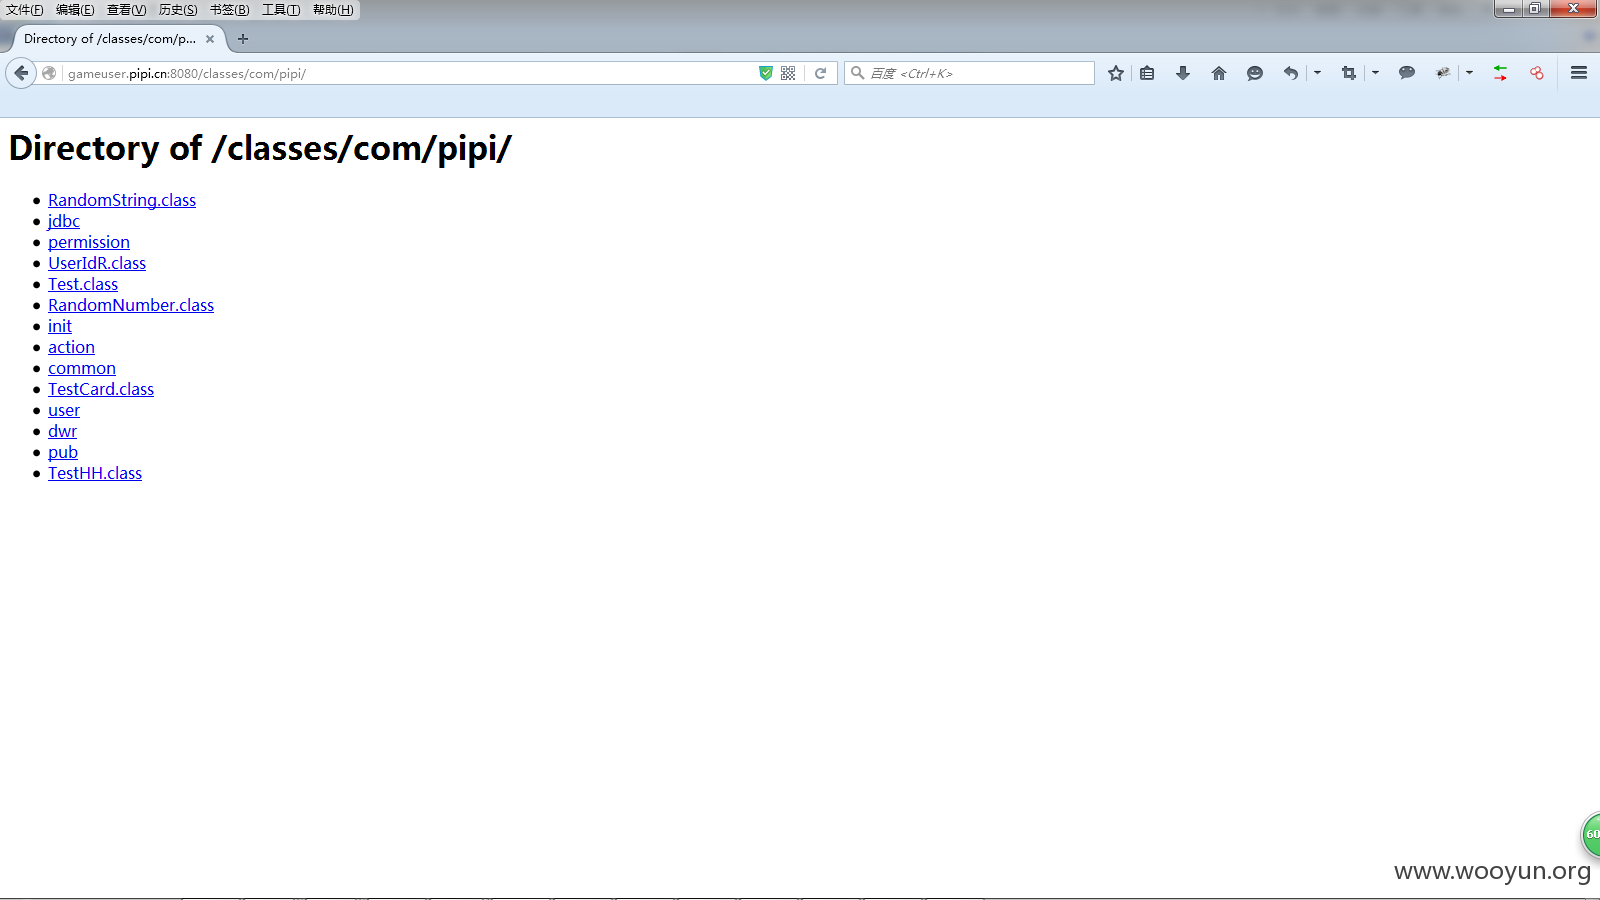 文件(F) 编辑(E) 查看(V) 历史(S) 书签(B) 工具(T) 帮助(H)
Directory of /classes/com/p...
gameuser.pipi.cn:8080/classes/com/pipi/
百度 <Ctrl+K>
Directory of /classes/com/pipi/
RandomString.class
jdbc
permission
UserIdR.class
Test.class
RandomNumber.class
init
action
common
TestCard.class
user
dwr
pub
TestHH.class
60
www.wooyun.org